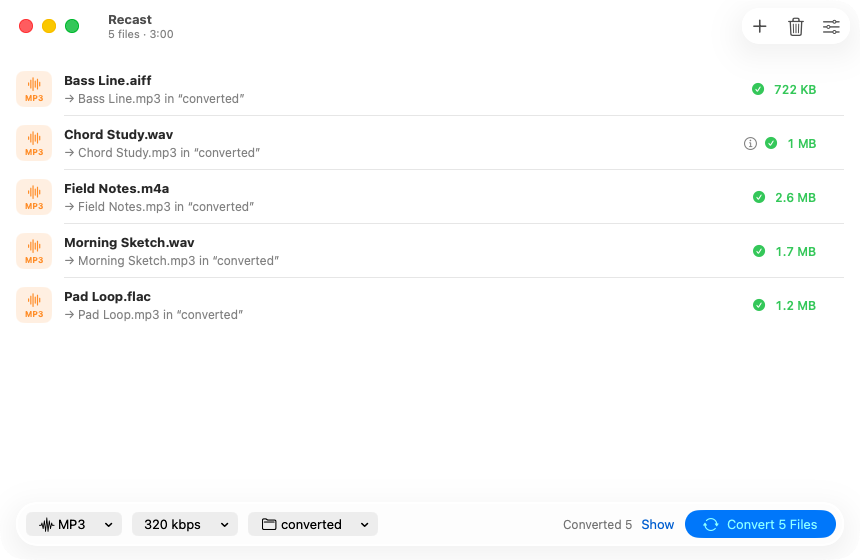 Recast
5 files · 3:00
MP3
Bass Line.aiff
→ Bass Line.mp3 in “converted”
722 KB
MP3
Chord Study.wav
→ Chord Study.mp3 in “converted”
1 MB
MP3
Field Notes.m4a
→ Field Notes.mp3 in “converted”
2.6 MB
MP3
Morning Sketch.wav
→ Morning Sketch.mp3 in “converted”
1.7 MB
MP3
Pad Loop.flac
→ Pad Loop.mp3 in “converted”
1.2 MB
MP3
320 kbps
converted
Converted 5
Show
Convert 5 Files